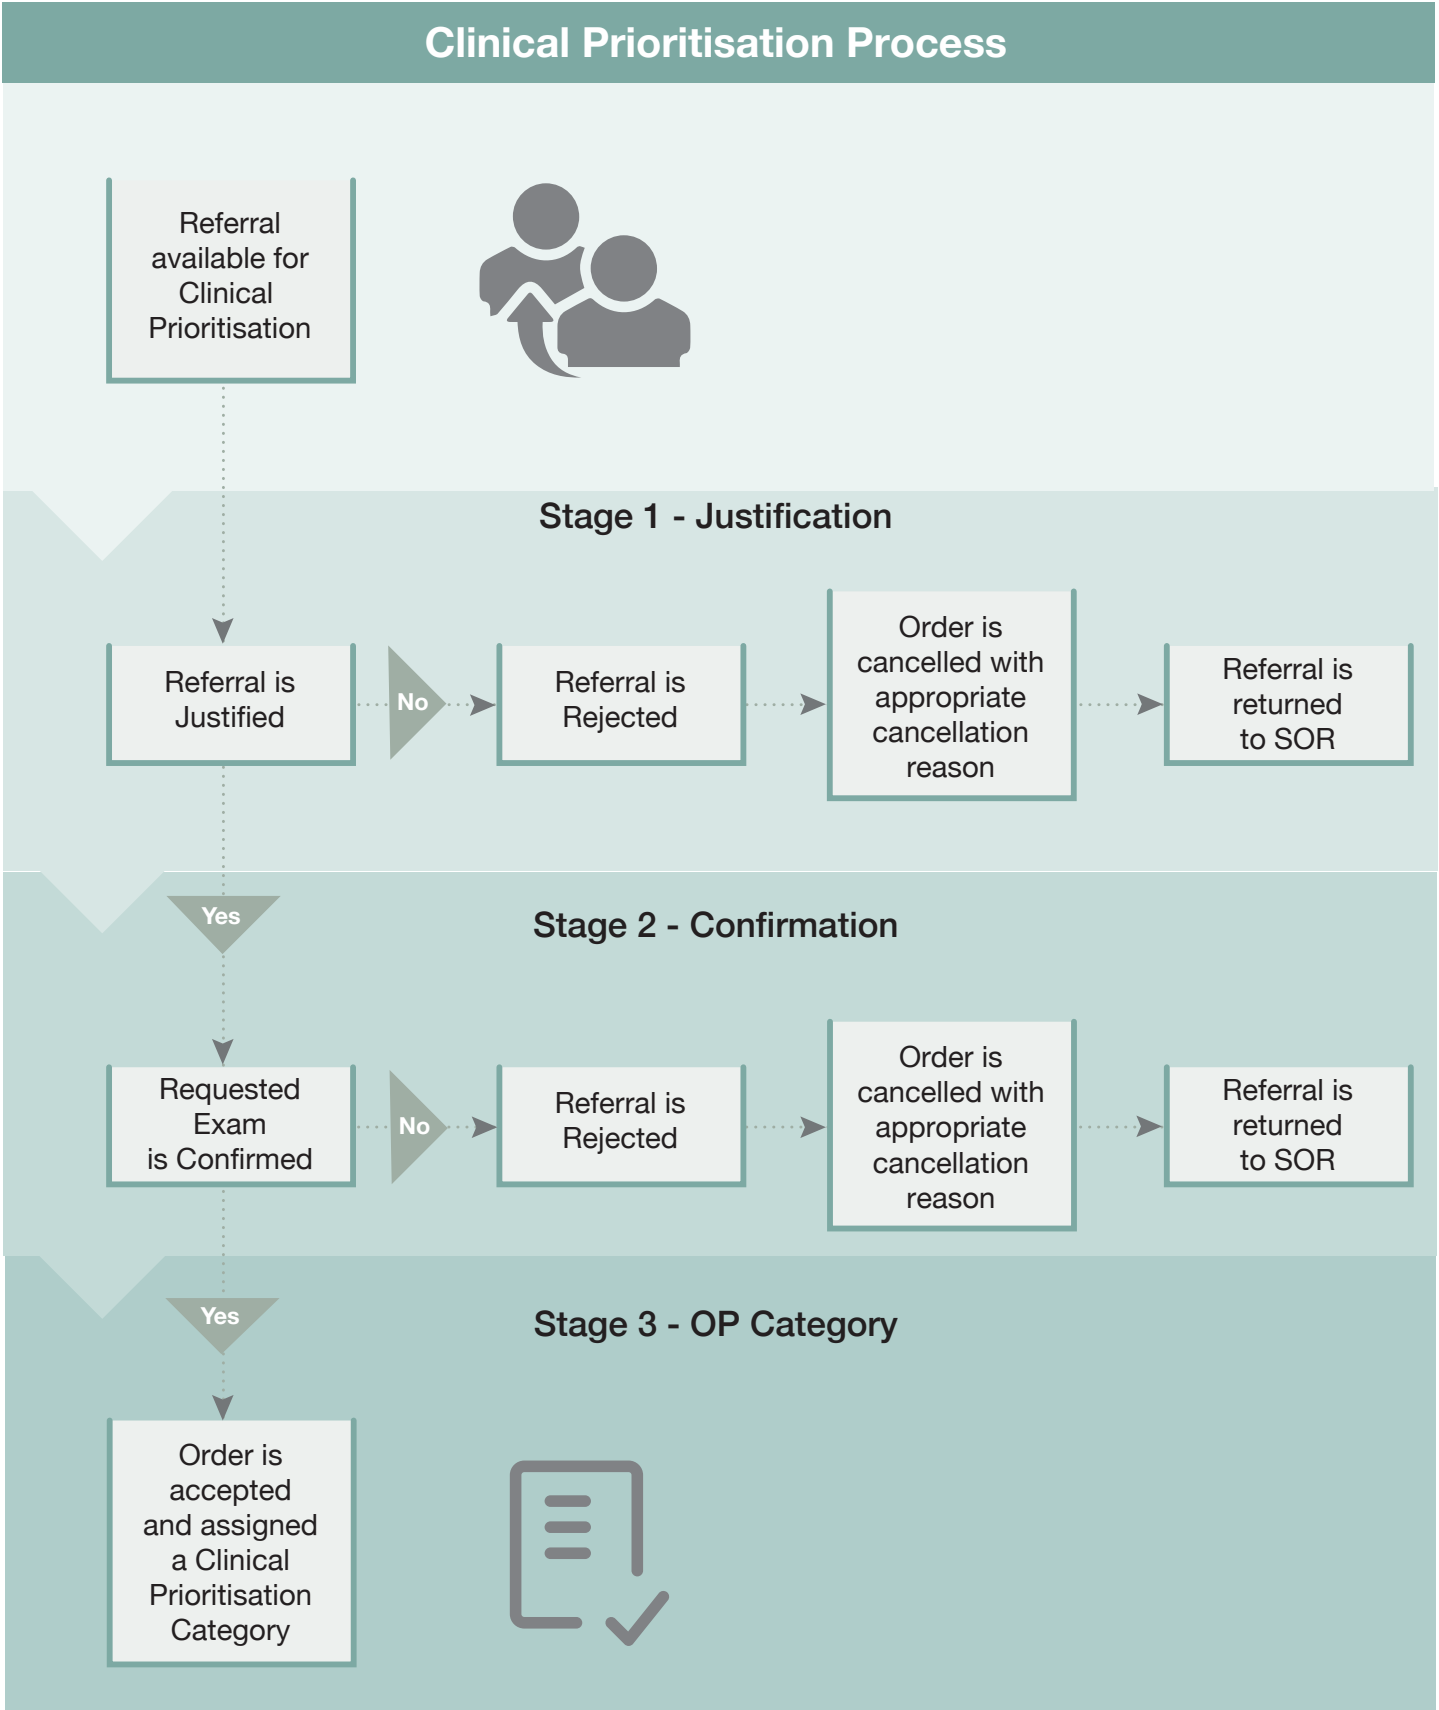 Clinical Prioritisation Process
Referral
available for
Clinical
Prioritisation
Stage 1 - Justification
Referral is
Justified
No
Referral is
Rejected
Order is
cancelled with
appropriate
cancellation
reason
Referral is
returned
to SOR
Yes
Stage 2 - Confirmation
Requested
Exam
is Confirmed
No
Referral is
Rejected
Order is
cancelled with
appropriate
cancellation
reason
Referral is
returned
to SOR
Yes
Stage 3 - OP Category
Order is
accepted
and assigned
a Clinical
Prioritisation
Category